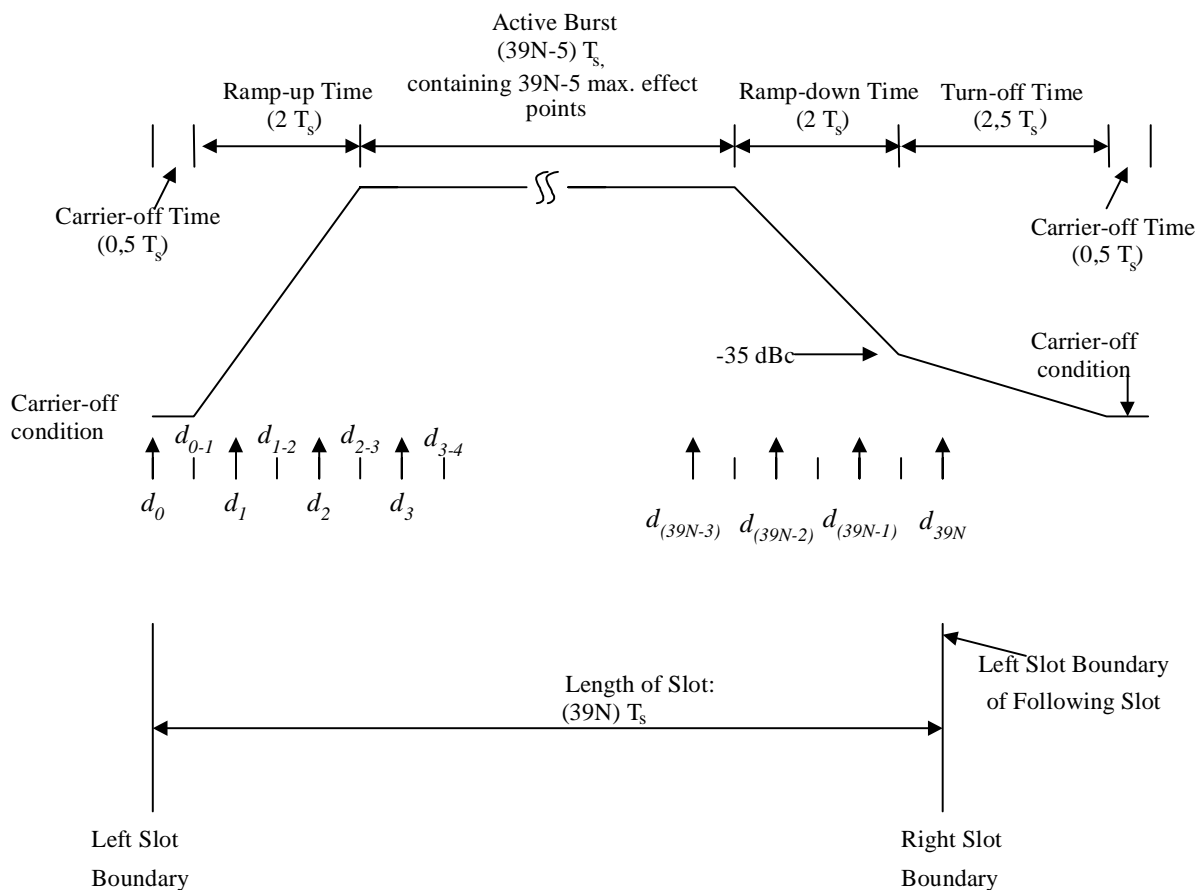 Active Burst
(39N-5) Ts,
containing 39N-5 max. effect
points
Ramp-up Time
(2 Ts)
Ramp-down Time
(2 Ts)
Turn-off Time
(2,5 Ts)
Carrier-off Time
(0,5 Ts)
Carrier-off Time
(0,5 Ts)
-35 dBc
Carrier-off
condition
Carrier-off
condition
d0-1
d1-2
d2-3
d3-4
d0
d1
d2
d3
d(39N-3)
d(39N-2)
d(39N-1)
d39N
Length of Slot:
(39N) Ts
Left Slot Boundary
of Following Slot
Left Slot
Boundary
Right Slot
Boundary